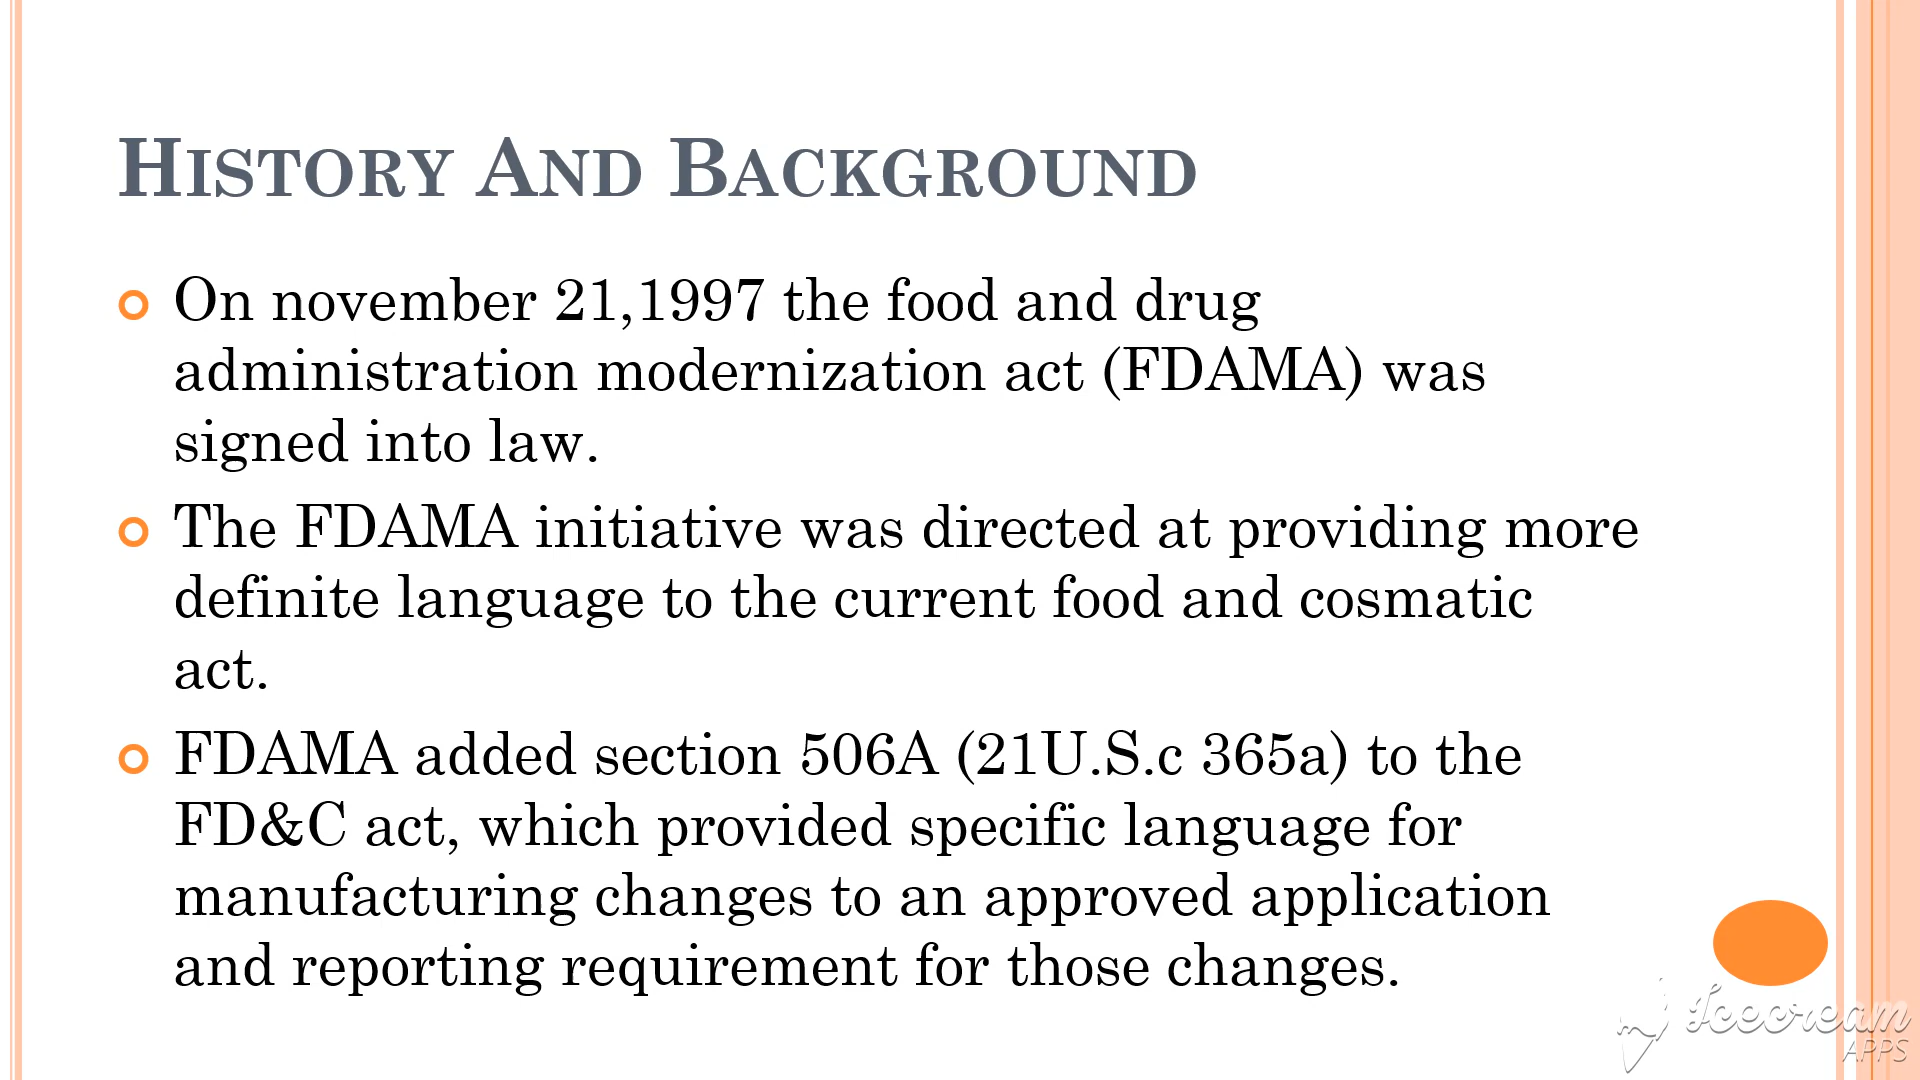 HISTORY AND BACKGROUND
On november 21,1997 the food and drug
administration modernization act (FDAMA) was
signed into law.
The FDAMA initiative was directed at providing more
definite language to the current food and cosmatic
act.
FDAMA added section 506A (21U.S.c 365a) to the
FD&C act, which provided specific language for
manufacturing changes to an approved application
and reporting requirement for those changes.
Icecream
APPS